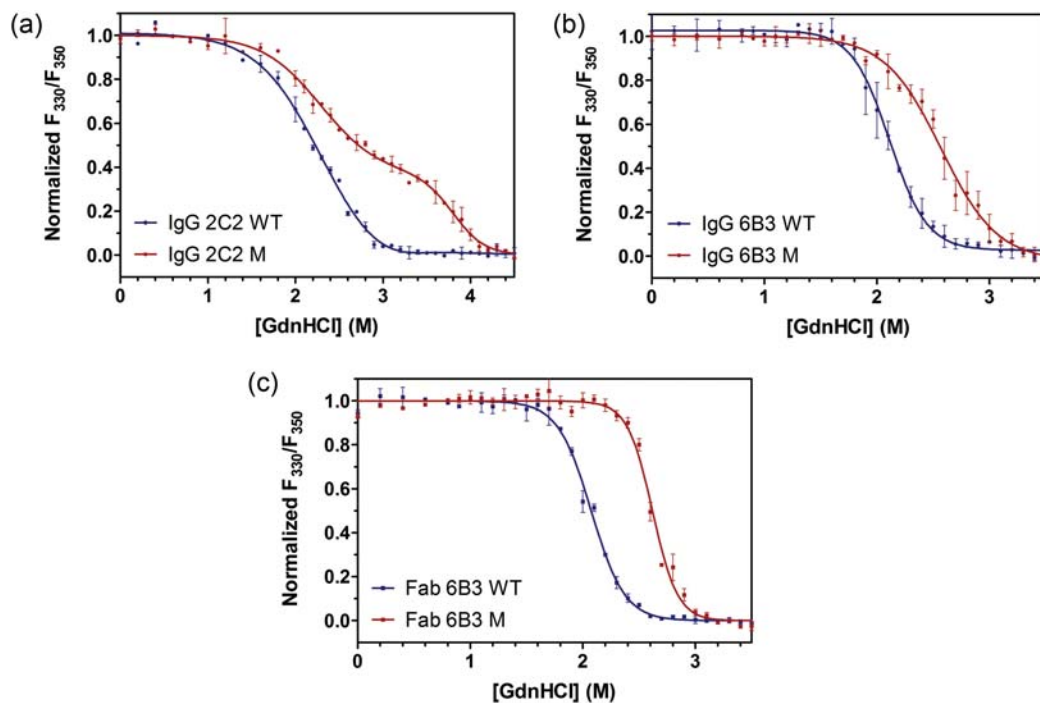 (a)
Normalized F330/F350
1.0
0.8
0.6
0.4
0.2
0.0
IgG 2C2 WT
IgG 2C2 M
0 1 2 3 4
[GdnHCl] (M)
(b)
Normalized F330/F350
1.0
0.8
0.6
0.4
0.2
0.0
IgG 6B3 WT
IgG 6B3 M
0 1 2 3
[GdnHCl] (M)
(c)
Normalized F330/F350
1.0
0.8
0.6
0.4
0.2
0.0
Fab 6B3 WT
Fab 6B3 M
0 1 2 3
[GdnHCl] (M)